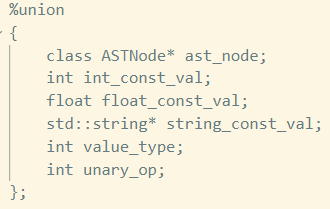 %union
{
class ASTNode* ast_node;
int int_const_val;
float float_const_val;
std::string* string_const_val;
int value_type;
int unary_op;
};